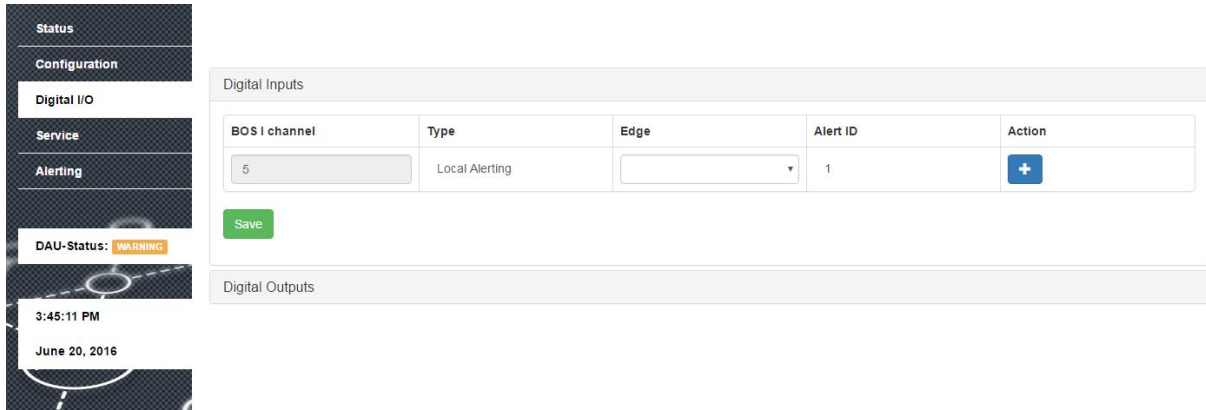 Status
Configuration
Digital I/O
Service
Alerting
DAU-Status: WARNING
3:45:11 PM
June 20, 2016
Digital Inputs
BOS I channel Type Edge Alert ID Action
5 Local Alerting 1 +
Save
Digital Outputs